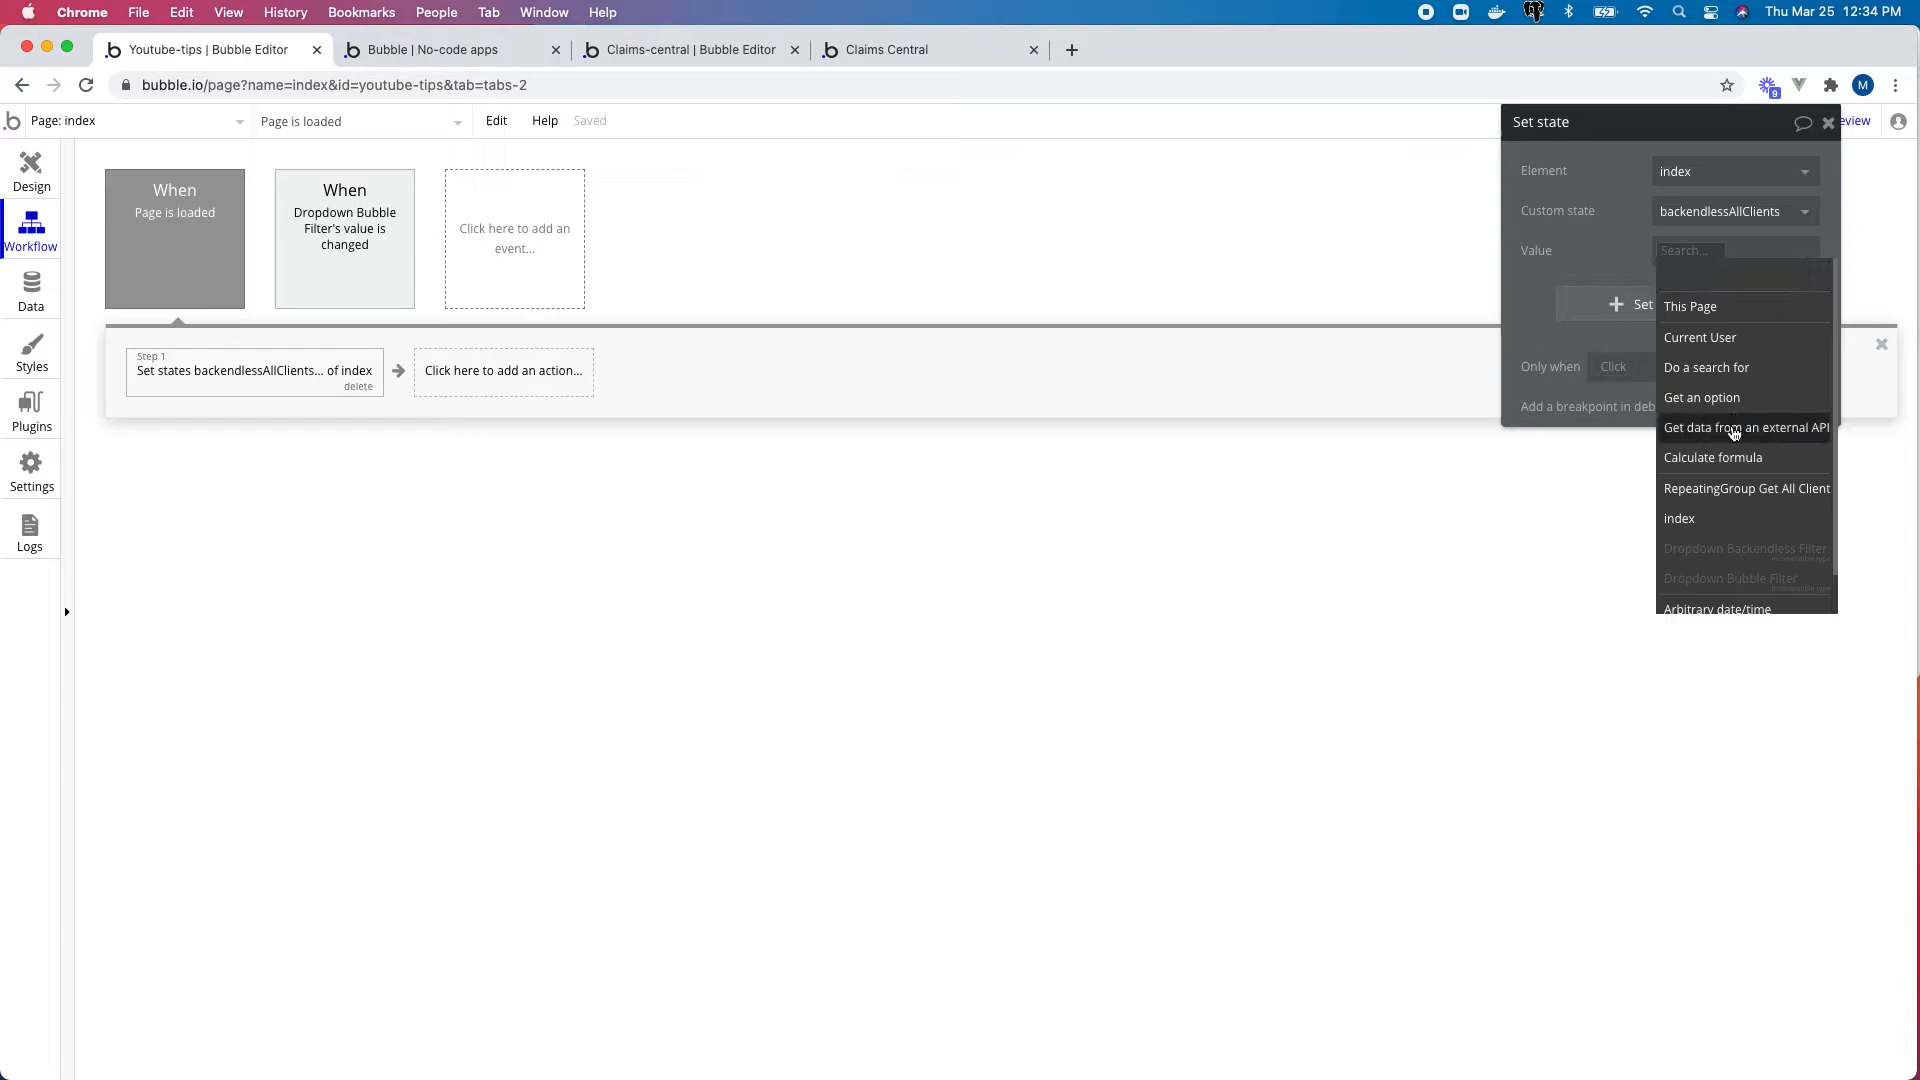 Chrome File Edit View History Bookmarks People Tab Window Help Thu Mar 25 12:34 PM
Youtube-tips | Bubble Editor Bubble | No-code apps Claims-central | Bubble Editor Claims Central
bubble.io/page?name=index&id=youtube-tips&tab=tabs-2 9 M
Page: index Page is loaded Edit Help Saved eview
Set state
Design
Workflow
Data
Styles
Plugins
Settings
Logs
When
Page is loaded
When
Dropdown Bubble
Filter's value is
changed
Click here to add an
event...
Step 1
Set states backendlessAllClients... of index
delete
Click here to add an action...
Element index
Custom state backendlessAllClients
Value Search...
Set
Only when Click
Add a breakpoint in deb
This Page
Current User
Do a search for
Get an option
Get data from an external API
Calculate formula
RepeatingGroup Get All Client
index
Dropdown Backendless Filter
incompatible type
Dropdown Bubble Filter
incompatible type
Arbitrary date/time